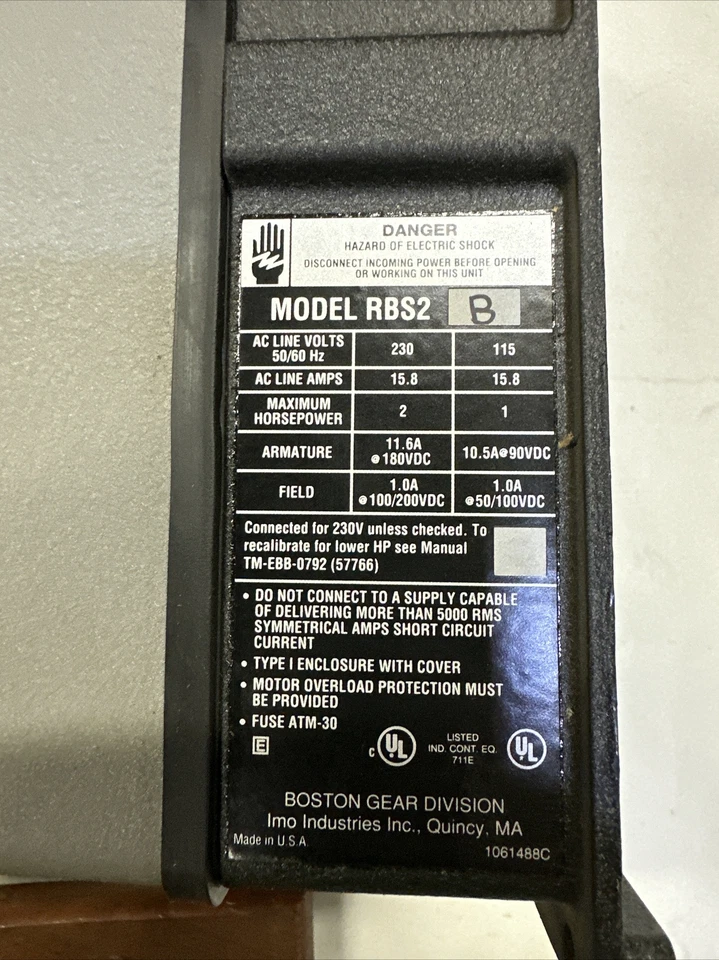 DANGER
HAZARD OF ELECTRIC SHOCK
DISCONNECT INCOMING POWER BEFORE OPENING
OR WORKING ON THIS UNIT
MODEL RBS2 B
AC LINE VOLTS
50/60 Hz
230
115
AC LINE AMPS
15.8
15.8
MAXIMUM
HORSEPOWER
2
1
ARMATURE
11.6A
@180VDC
10.5A@90VDC
FIELD
1.0A
@100/200VDC
1.0A
@50/100VDC
Connected for 230V unless checked. To
recalibrate for lower HP see Manual
TM-EBB-0792 (57766)
• DO NOT CONNECT TO A SUPPLY CAPABLE
OF DELIVERING MORE THAN 5000 RMS
SYMMETRICAL AMPS SHORT CIRCUIT
CURRENT
• TYPE I ENCLOSURE WITH COVER
• MOTOR OVERLOAD PROTECTION MUST
BE PROVIDED
• FUSE ATM-30
E
c UL
LISTED
IND. CONT. EQ.
711E
UL
BOSTON GEAR DIVISION
Imo Industries Inc., Quincy, MA
Made in U.S.A.
1061488C